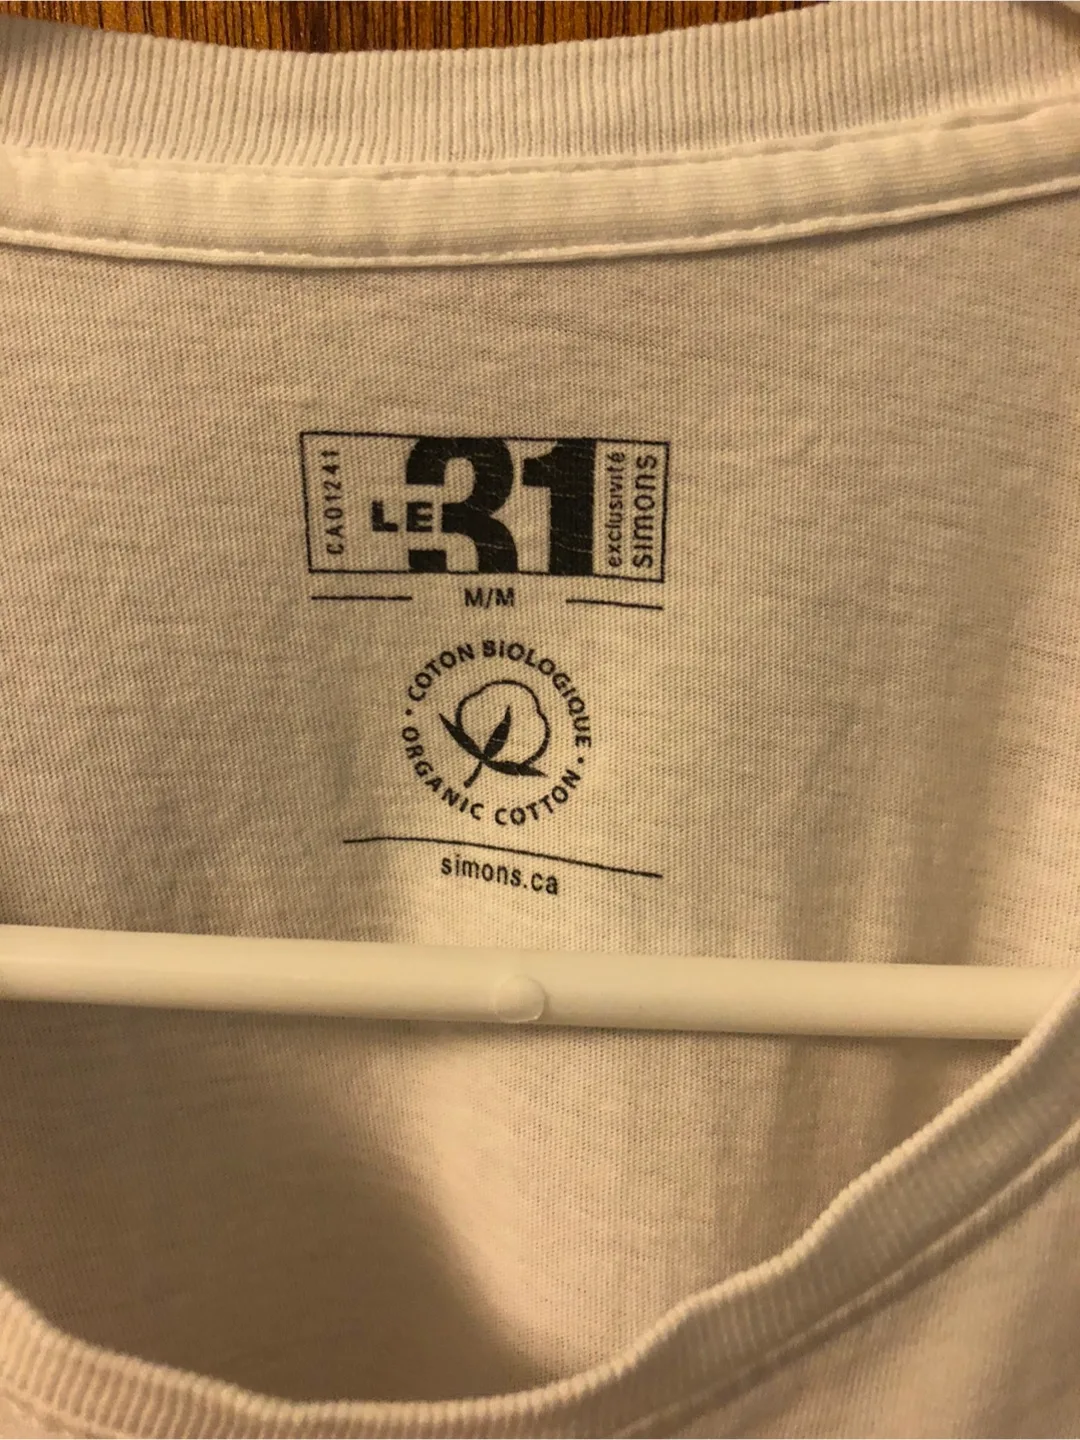 CA01241
LE 31
exclusivité
simons
M/M
• COTON BIOLOGIQUE •
ORGANIC COTTON
simons.ca